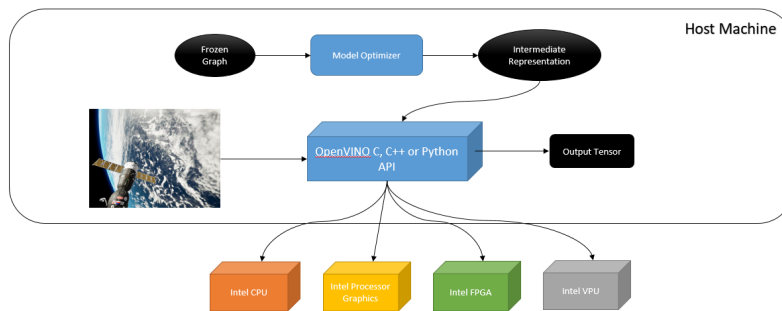 Host Machine
Frozen
Graph
Model Optimizer
Intermediate
Representation
OpenVINO C, C++ or Python
API
Output Tensor
Intel CPU
Intel Processor
Graphics
Intel FPGA
Intel VPU